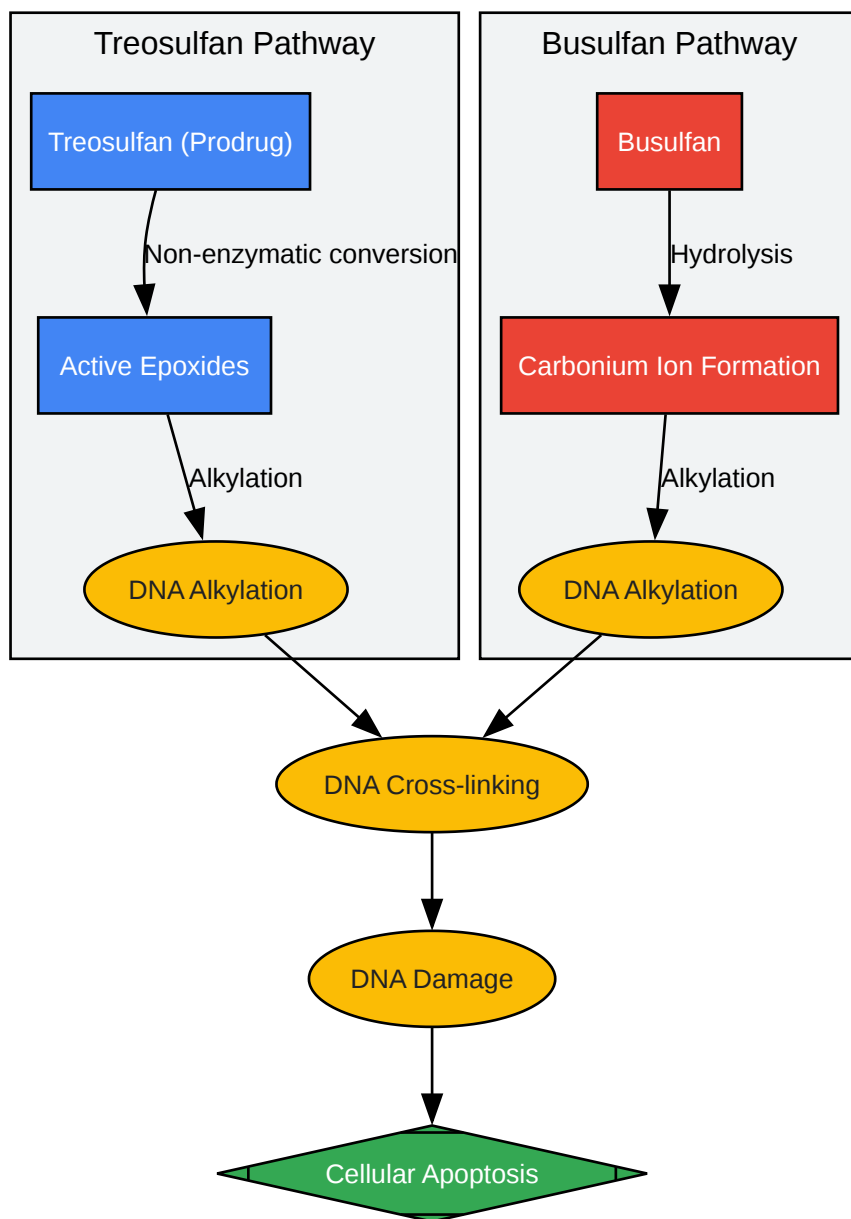 Treosulfan Pathway
Busulfan Pathway
Treosulfan (Prodrug)
Busulfan
Non-enzymatic conversion
Hydrolysis
Active Epoxides
Carbonium Ion Formation
Alkylation
Alkylation
DNA Alkylation
DNA Alkylation
DNA Cross-linking
DNA Damage
Cellular Apoptosis